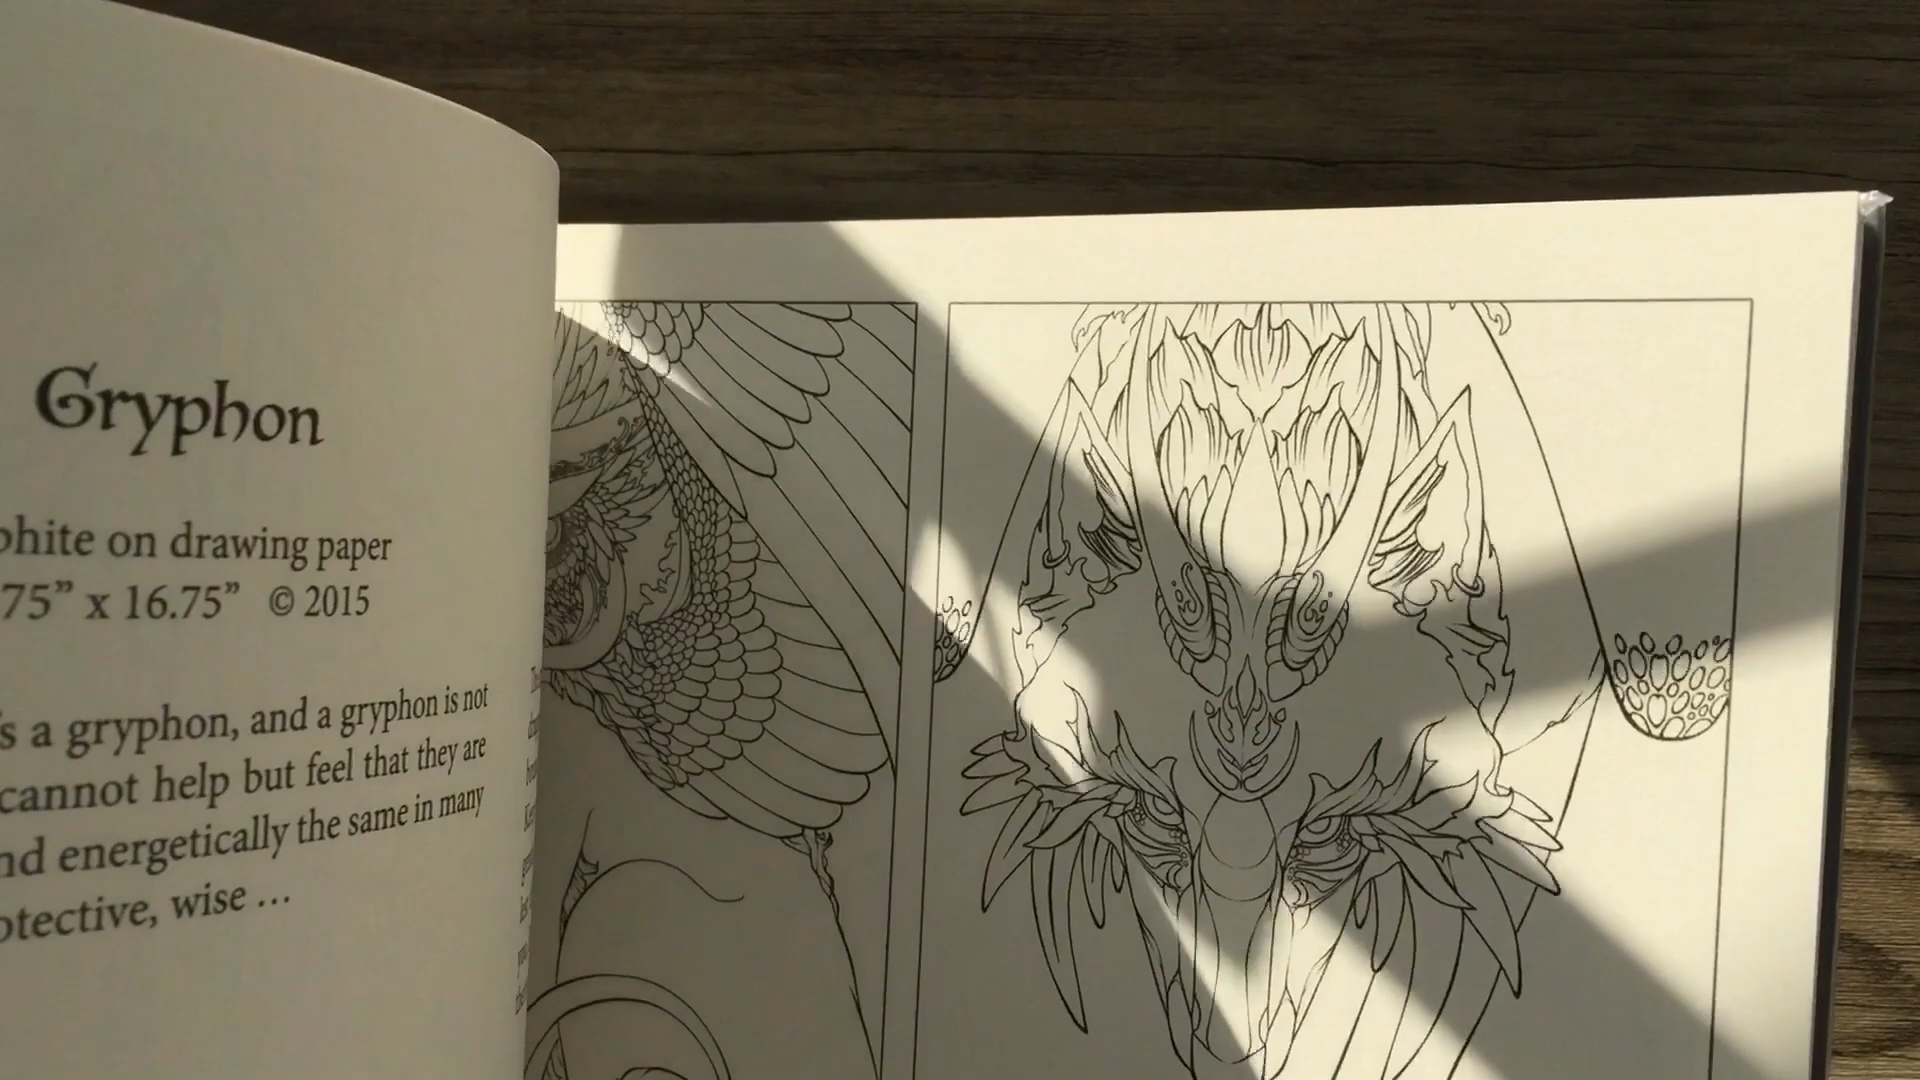 Gryphon
phite on drawing paper
75” x 16.75” © 2015
s a gryphon, and a gryphon is not
cannot help but feel that they are
nd energetically the same in many
otective, wise ...